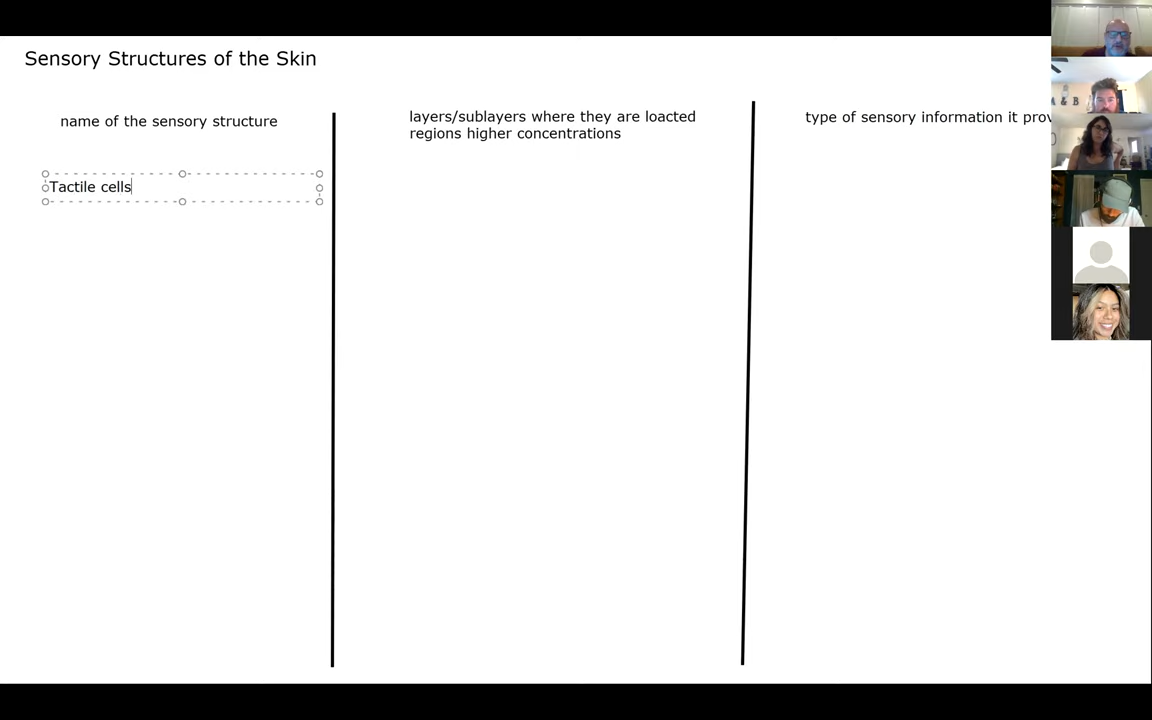 Sensory Structures of the Skin
name of the sensory structure
layers/sublayers where they are loacted
regions higher concentrations
type of sensory information it prov
Tactile cells
A & B